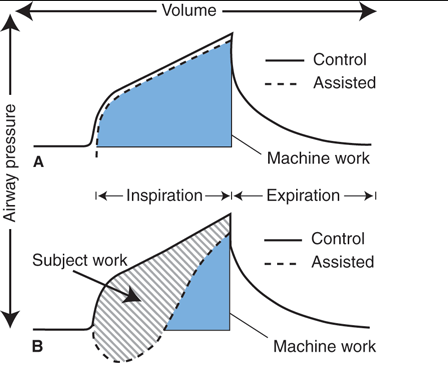 Volume
Airway pressure
Control
Assisted
A
Machine work
Inspiration
Expiration
Control
Assisted
Subject work
B
Machine work